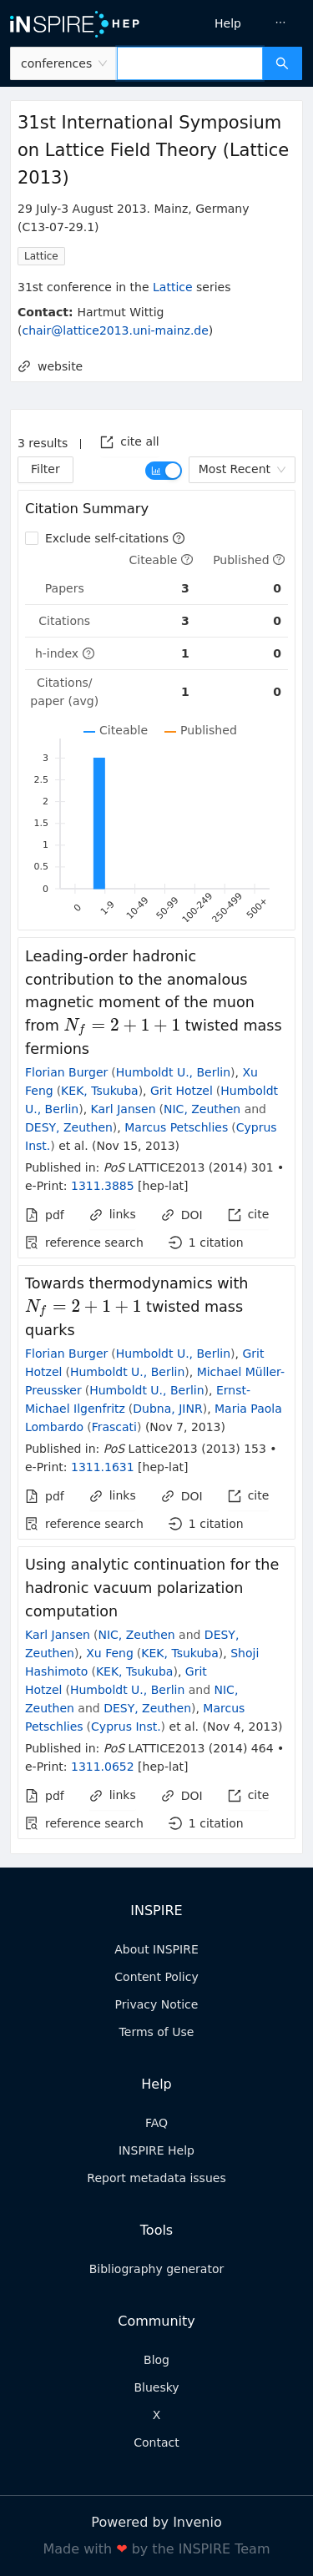 INSPIRE HEP
Help
···
conferences
31st International Symposium
on Lattice Field Theory (Lattice
2013)
29 July-3 August 2013. Mainz, Germany
(C13-07-29.1)
Lattice
31st conference in the Lattice series
Contact: Hartmut Wittig
(chair@lattice2013.uni-mainz.de)
website
3 results | cite all
Filter
Most Recent
Citation Summary
Exclude self-citations
Citeable Published
Papers 3 0
Citations 3 0
h-index 1 0
Citations/
paper (avg) 1 0
Citeable Published
3
2.5
2
1.5
1
0.5
0
0 1-9 10-49 50-99 100-249 250-499 500+
Leading-order hadronic
contribution to the anomalous
magnetic moment of the muon
from N_f = 2 + 1 + 1 twisted mass
fermions
Florian Burger (Humboldt U., Berlin), Xu
Feng (KEK, Tsukuba), Grit Hotzel (Humboldt
U., Berlin), Karl Jansen (NIC, Zeuthen and
DESY, Zeuthen), Marcus Petschlies (Cyprus
Inst.) et al. (Nov 15, 2013)
Published in: PoS LATTICE2013 (2014) 301 •
e-Print: 1311.3885 [hep-lat]
pdf links DOI cite
reference search 1 citation
Towards thermodynamics with
N_f = 2 + 1 + 1 twisted mass
quarks
Florian Burger (Humboldt U., Berlin), Grit
Hotzel (Humboldt U., Berlin), Michael Müller-
Preussker (Humboldt U., Berlin), Ernst-
Michael Ilgenfritz (Dubna, JINR), Maria Paola
Lombardo (Frascati) (Nov 7, 2013)
Published in: PoS Lattice2013 (2013) 153 •
e-Print: 1311.1631 [hep-lat]
pdf links DOI cite
reference search 1 citation
Using analytic continuation for the
hadronic vacuum polarization
computation
Karl Jansen (NIC, Zeuthen and DESY,
Zeuthen), Xu Feng (KEK, Tsukuba), Shoji
Hashimoto (KEK, Tsukuba), Grit
Hotzel (Humboldt U., Berlin and NIC,
Zeuthen and DESY, Zeuthen), Marcus
Petschlies (Cyprus Inst.) et al. (Nov 4, 2013)
Published in: PoS LATTICE2013 (2014) 464 •
e-Print: 1311.0652 [hep-lat]
pdf links DOI cite
reference search 1 citation
INSPIRE
About INSPIRE
Content Policy
Privacy Notice
Terms of Use
Help
FAQ
INSPIRE Help
Report metadata issues
Tools
Bibliography generator
Community
Blog
Bluesky
X
Contact
Powered by Invenio
Made with ❤ by the INSPIRE Team